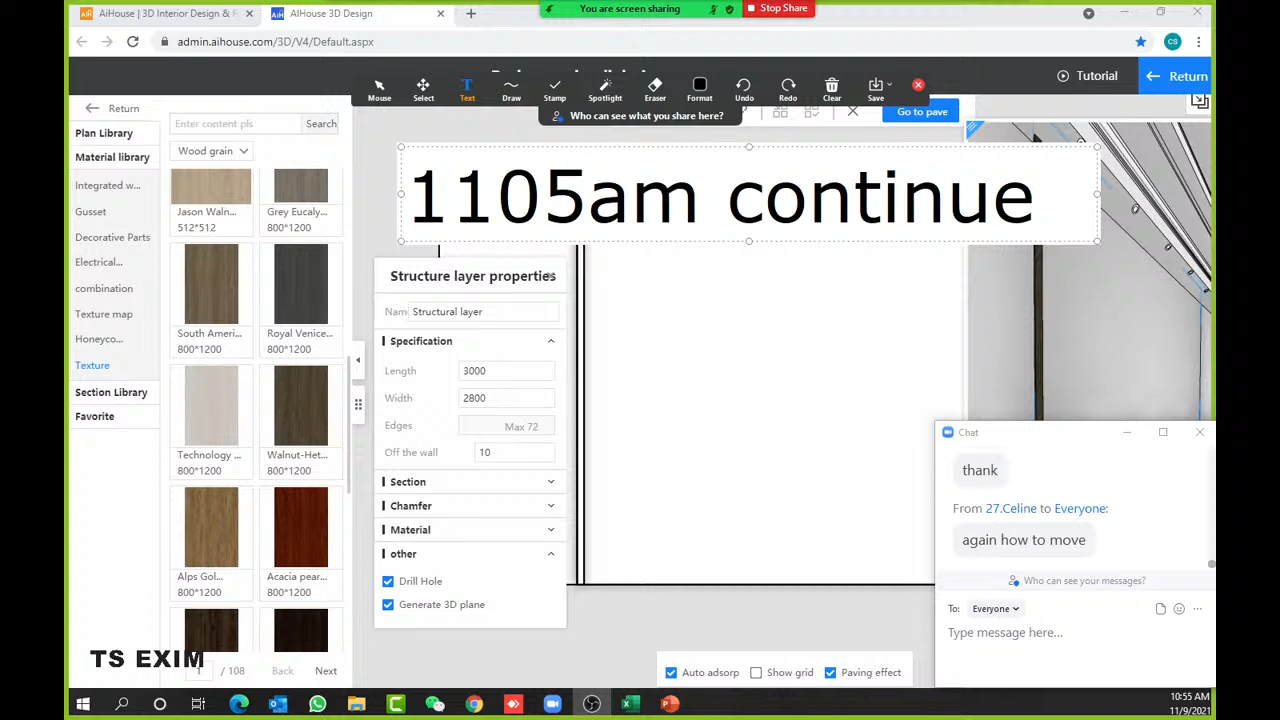 You are screen sharing
Stop Share
AiHouse | 3D Interior Design &
AIHouse 3D Design
admin.aihouse.com/3D/V4/Default.aspx
CS
Tutorial
Return
Mouse
Select
Text
Draw
Stamp
Spotlight
Eraser
Format
Undo
Redo
Clear
Save
Who can see what you share here?
Go to pave
Return
Plan Library
Material library
Integrated w...
Gusset
Decorative Parts
Electrical...
combination
Texture map
Honeyco...
Texture
Section Library
Favorite
Enter content pls
Search
Wood grain
Jason Waln...
512*512
Grey Eucaly...
800*1200
South Ameri...
800*1200
Royal Venice...
800*1200
Technology ...
800*1200
Walnut-Het...
800*1200
Alps Gol...
800*1200
Acacia pear...
800*1200
1 / 108
Back
Next
TS EXIM
1105am continue
Structure layer properties
Name
Structural layer
Specification
Length
3000
Width
2800
Edges
Max 72
Off the wall
10
Section
Chamfer
Material
other
Drill Hole
Generate 3D plane
Auto adsorp
Show grid
Paving effect
Chat
thank
From 27.Celine to Everyone:
again how to move
Who can see your messages?
To: Everyone
Type message here...
10:55 AM
11/9/2021